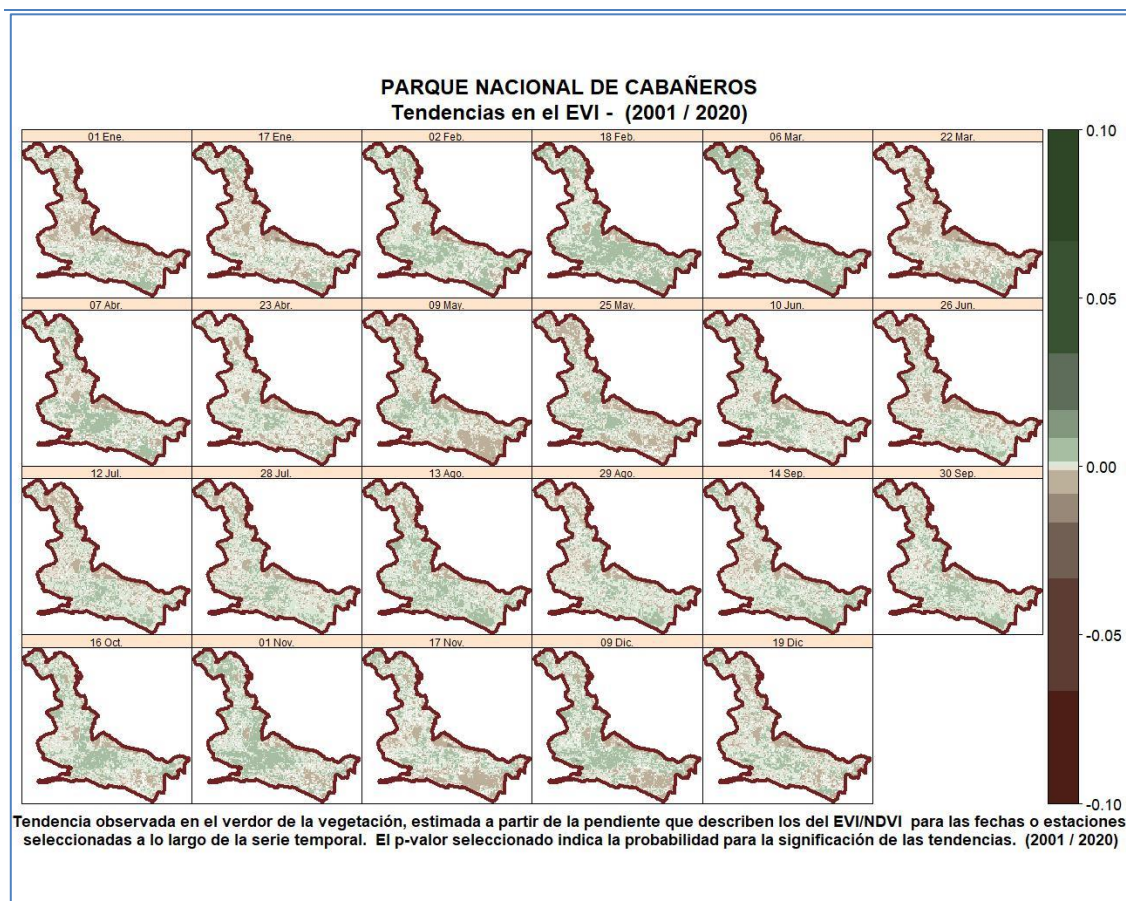 PARQUE NACIONAL DE CABAÑEROS
Tendencias en el EVI - (2001 / 2020)
01 Ene. 17 Ene. 02 Feb. 18 Feb. 06 Mar. 22 Mar.
0.10
07 Abr. 23 Abr. 09 May. 25 May. 10 Jun. 26 Jun.
0.05
0.00
12 Jul. 28 Jul. 13 Ago. 29 Ago. 14 Sep. 30 Sep.
-0.05
16 Oct. 01 Nov. 17 Nov. 09 Dic. 19 Dic
-0.10
Tendencia observada en el verdor de la vegetación, estimada a partir de la pendiente que describen los del EVI/NDVI para las fechas o estaciones
seleccionadas a lo largo de la serie temporal. El p-valor seleccionado indica la probabilidad para la significación de las tendencias. (2001 / 2020)